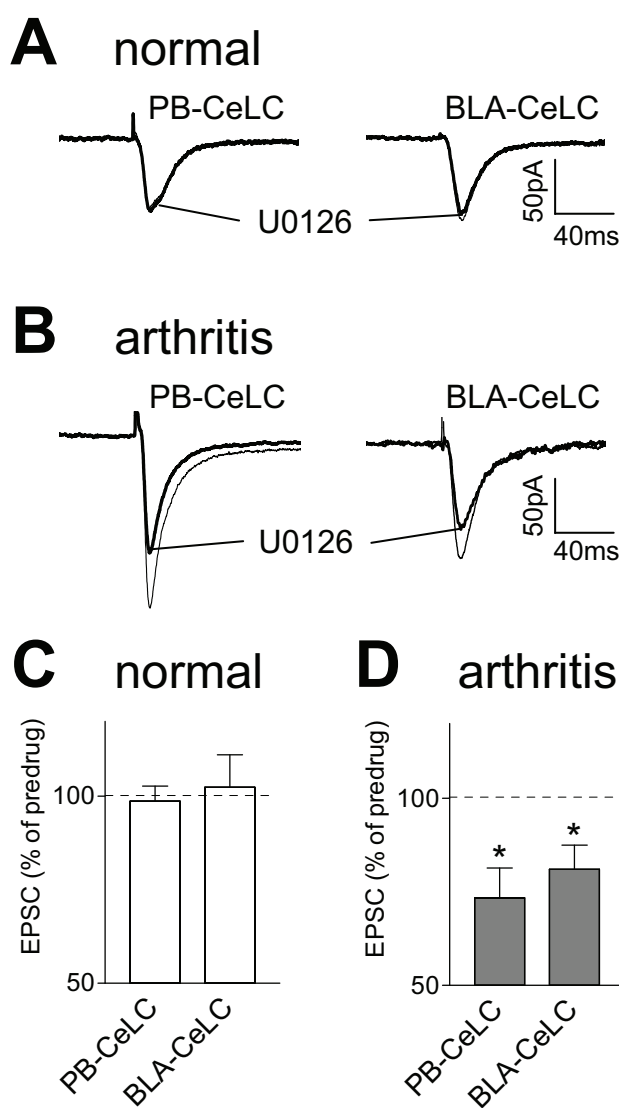 A normal
PB-CeLC BLA-CeLC
U0126
50pA
40ms
B arthritis
PB-CeLC BLA-CeLC
U0126
50pA
40ms
C normal
EPSC (% of predrug)
100
50
PB-CeLC
BLA-CeLC
D arthritis
EPSC (% of predrug)
100
* *
50
PB-CeLC
BLA-CeLC